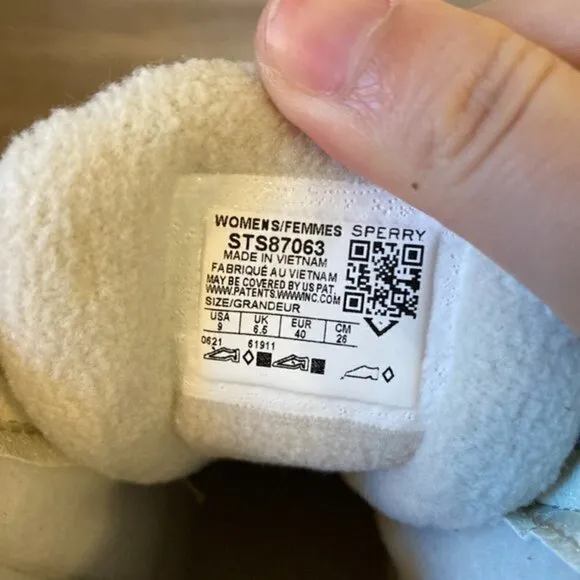 WOMENS/FEMMES SPERRY
STS87063
MADE IN VIETNAM
FABRIQUÉ AU VIETNAM
MAY BE COVERED BY US PAT.
WWW.PATENTS.WWWINC.COM
SIZE/GRANDEUR
USA UK EUR CM
9 6.5 40 26
0621 61911